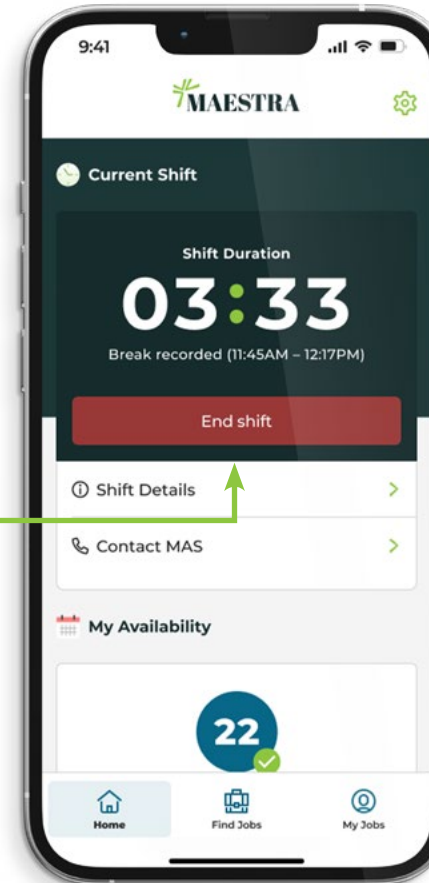 9:41
MAESTRA
Current Shift
Shift Duration
03:33
Break recorded (11:45AM – 12:17PM)
End shift
Shift Details
Contact MAS
My Availability
22
Home Find Jobs My Jobs